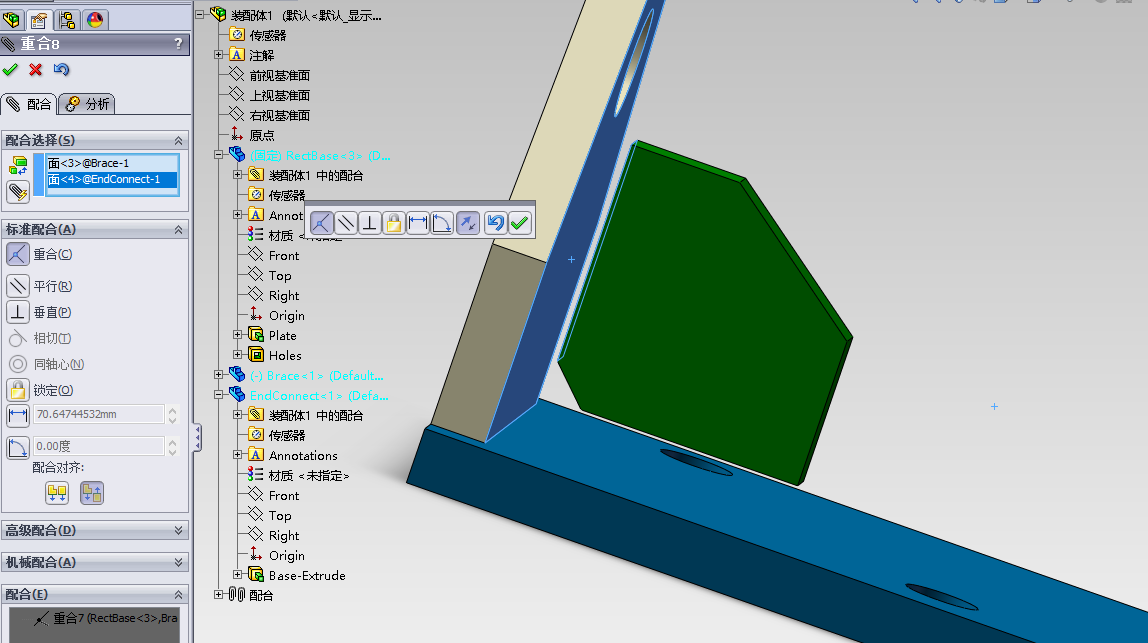 重合8
?
配合
分析
配合选择(S)
面<3>@Brace-1
面<4>@EndConnect-1
标准配合(A)
重合(C)
平行(R)
垂直(P)
相切(T)
同轴心(N)
锁定(O)
70.64744532mm
0.00度
配合对齐:
高级配合(D)
机械配合(A)
配合(E)
重合7 (RectBase<3>,Bra
装配体1 (默认<默认_显示...
传感器
注解
前视基准面
上视基准面
右视基准面
原点
(固定) RectBase<3> (D...
装配体1 中的配合
传感器
Annot
材质 <
Front
Top
Right
Origin
Plate
Holes
(-) Brace<1> (Default...
EndConnect<1> (Defa...
装配体1 中的配合
传感器
Annotations
材质 <未指定>
Front
Top
Right
Origin
Base-Extrude
配合